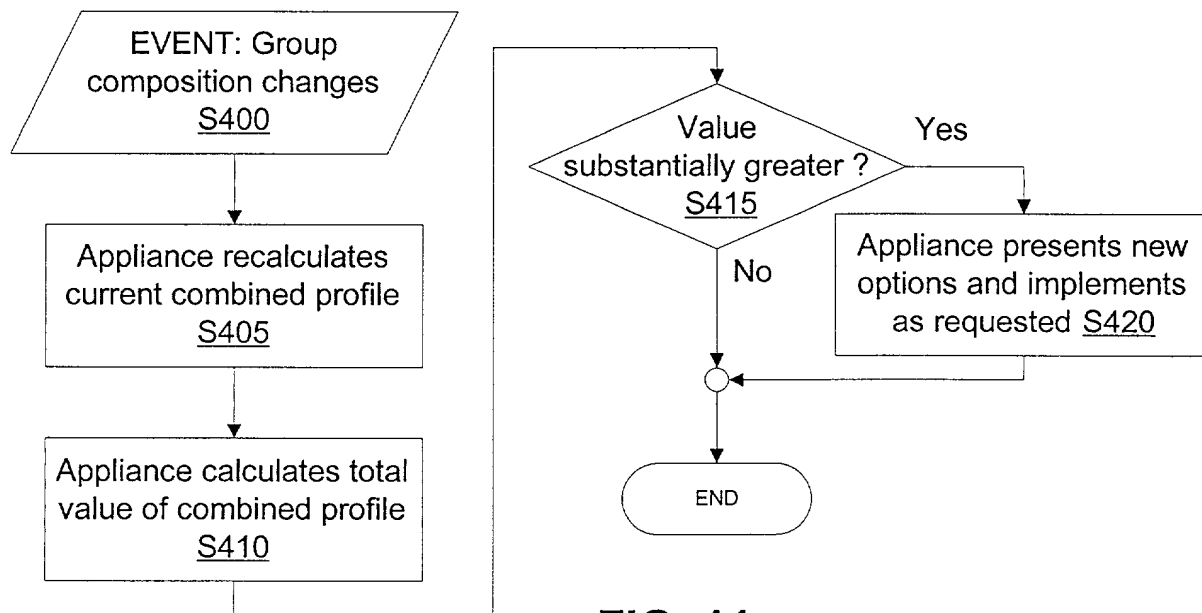 EVENT: Group
composition changes
S400
Appliance recalculates
current combined profile
S405
Appliance calculates total
value of combined profile
S410
Value
substantially greater ?
S415
Yes
No
Appliance presents new
options and implements
as requested S420
END